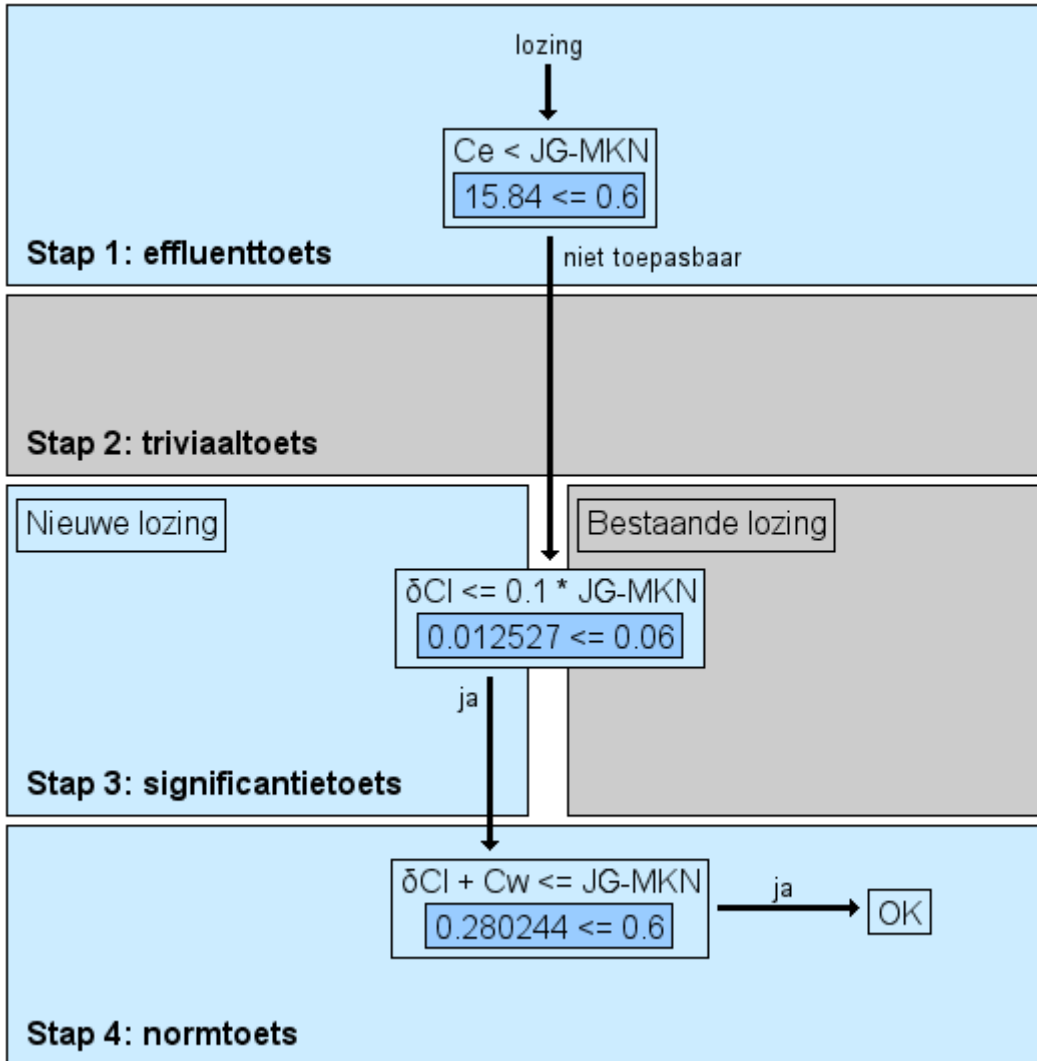 lozing
Ce < JG-MKN
15.84 <= 0.6
Stap 1: effluenttoets
niet toepasbaar
Stap 2: triviaaltoets
Nieuwe lozing
Bestaande lozing
δCl <= 0.1 * JG-MKN
0.012527 <= 0.06
ja
Stap 3: significantietoets
δCl + Cw <= JG-MKN
0.280244 <= 0.6
ja
OK
Stap 4: normtoets